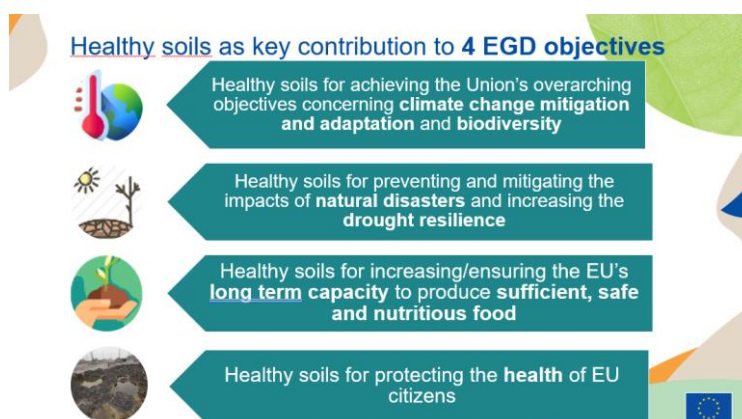 Healthy soils as key contribution to 4 EGD objectives
Healthy soils for achieving the Union's overarching
objectives concerning climate change mitigation
and adaptation and biodiversity
Healthy soils for preventing and mitigating the
impacts of natural disasters and increasing the
drought resilience
Healthy soils for increasing/ensuring the EU's
long term capacity to produce sufficient, safe
and nutritious food
Healthy soils for protecting the health of EU
citizens